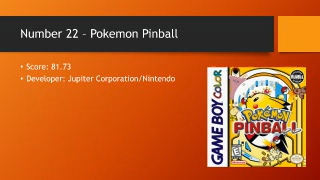 Number 22 – Pokemon Pinball
• Score: 81.73
• Developer: Jupiter Corporation/Nintendo
GAME BOY COLOR
Pokémon
PINBALL